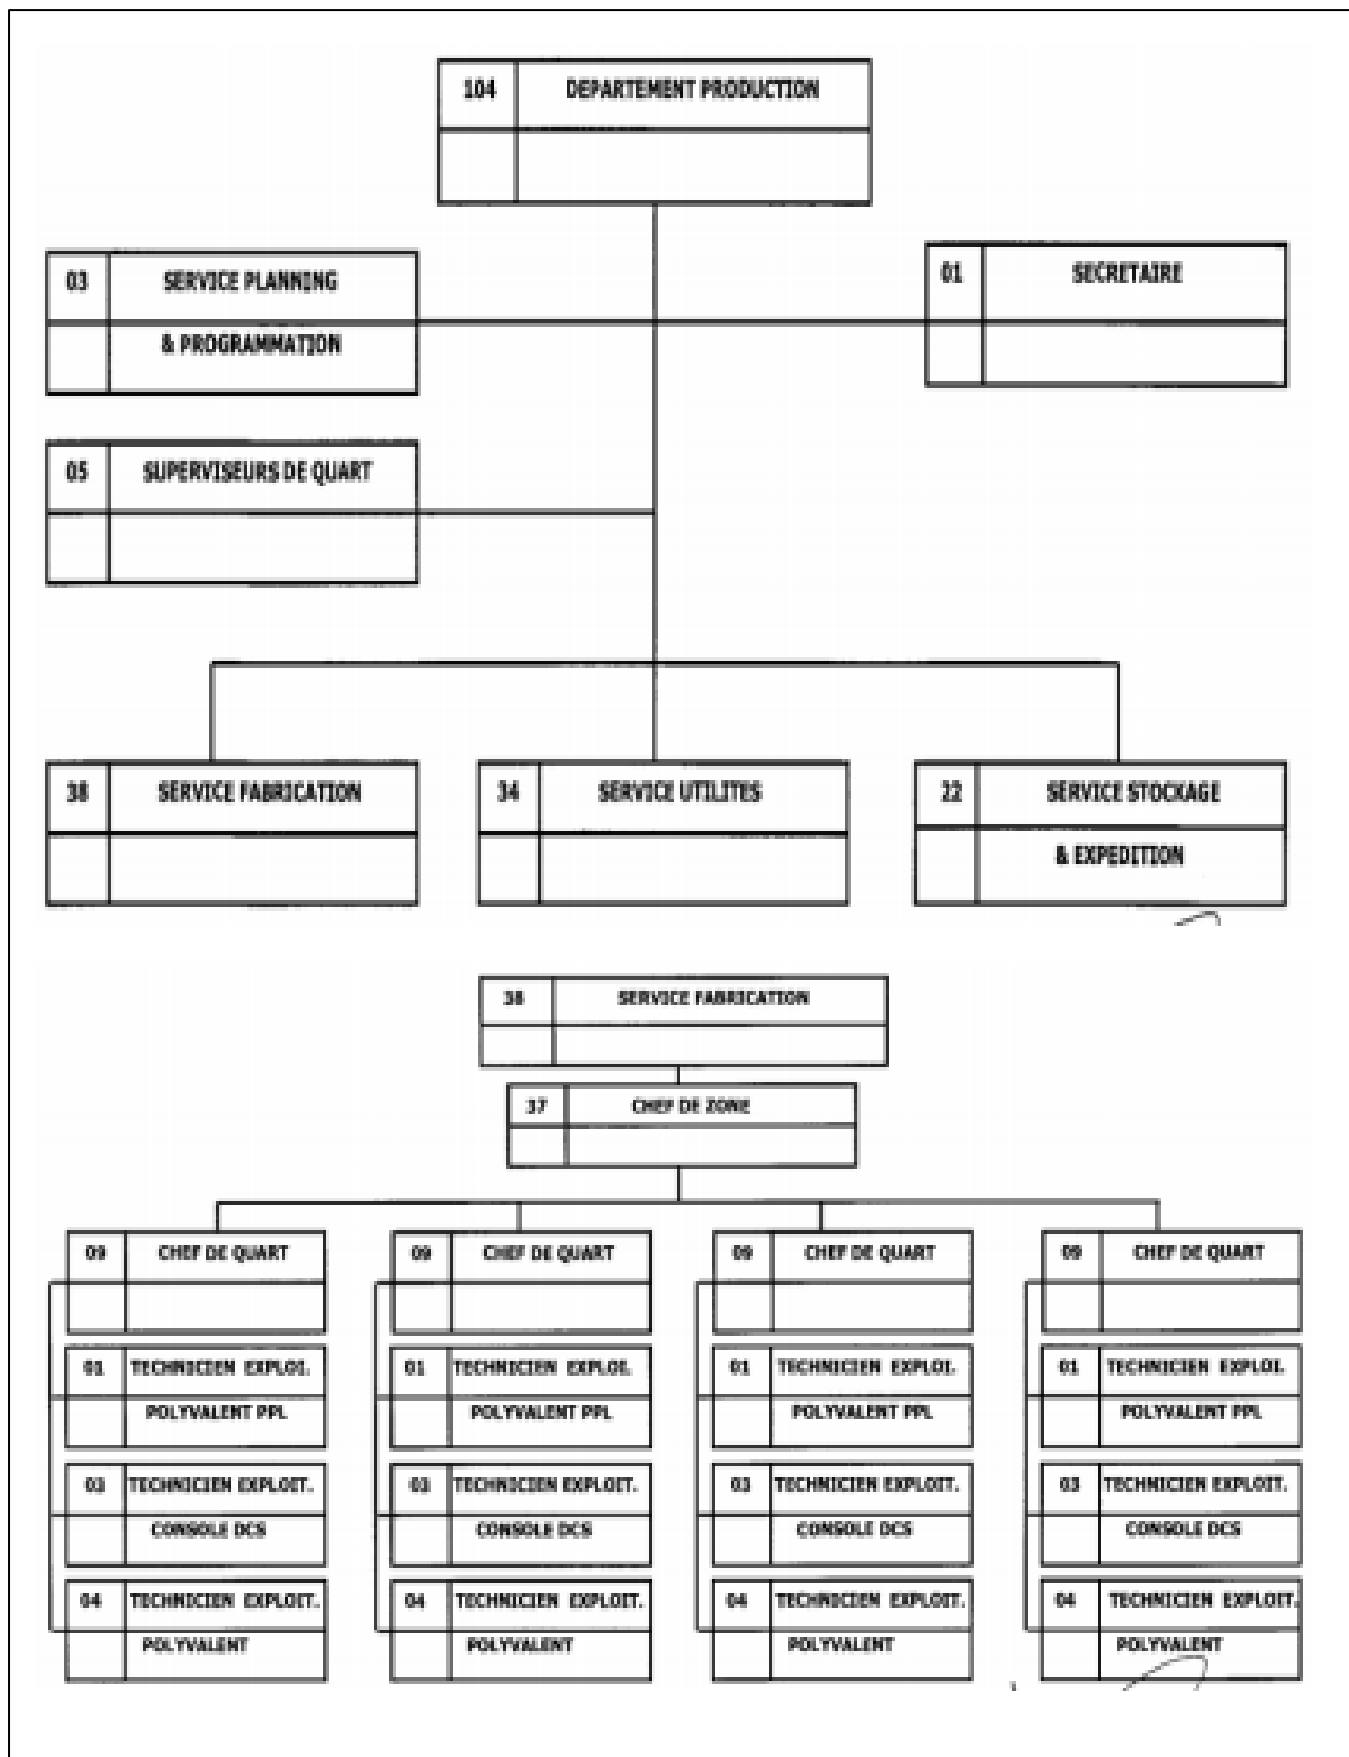 104 DEPARTEMENT PRODUCTION
03 SERVICE PLANNING
& PROGRAMMATION
01 SECRETAIRE
05 SUPERVISEURS DE QUART
38 SERVICE FABRICATION
34 SERVICE UTILITES
22 SERVICE STOCKAGE
& EXPEDITION
38 SERVICE FABRICATION
37 CHEF DE ZONE
09 CHEF DE QUART
09 CHEF DE QUART
09 CHEF DE QUART
09 CHEF DE QUART
01 TECHNICIEN EXPLOI.
POLYVALENT PPL
01 TECHNICIEN EXPLOI.
POLYVALENT PPL
01 TECHNICIEN EXPLOI.
POLYVALENT PPL
01 TECHNICIEN EXPLOI.
POLYVALENT PPL
03 TECHNICIEN EXPLOIT.
CONSOLE DCS
03 TECHNICIEN EXPLOIT.
CONSOLE DCS
03 TECHNICIEN EXPLOIT.
CONSOLE DCS
03 TECHNICIEN EXPLOIT.
CONSOLE DCS
04 TECHNICIEN EXPLOIT.
POLYVALENT
04 TECHNICIEN EXPLOIT.
POLYVALENT
04 TECHNICIEN EXPLOIT.
POLYVALENT
04 TECHNICIEN EXPLOIT.
POLYVALENT